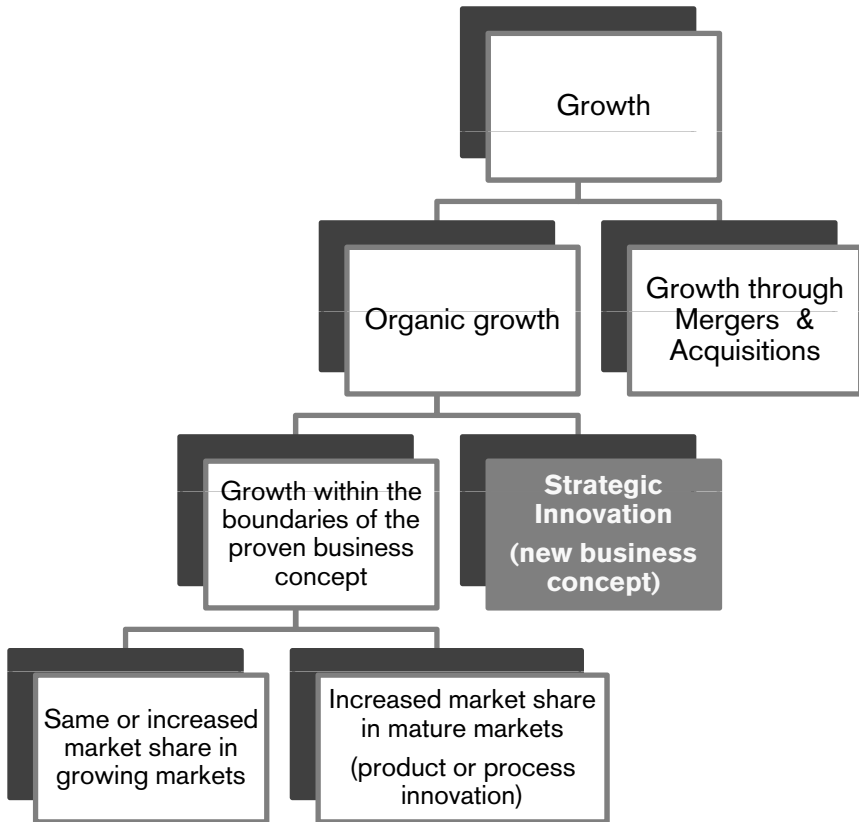 Growth
Organic growth
Growth through
Mergers &
Acquisitions
Growth within the
boundaries of the
proven business
concept
Strategic
Innovation
(new business
concept)
Same or increased
market share in
growing markets
Increased market share
in mature markets
(product or process
innovation)